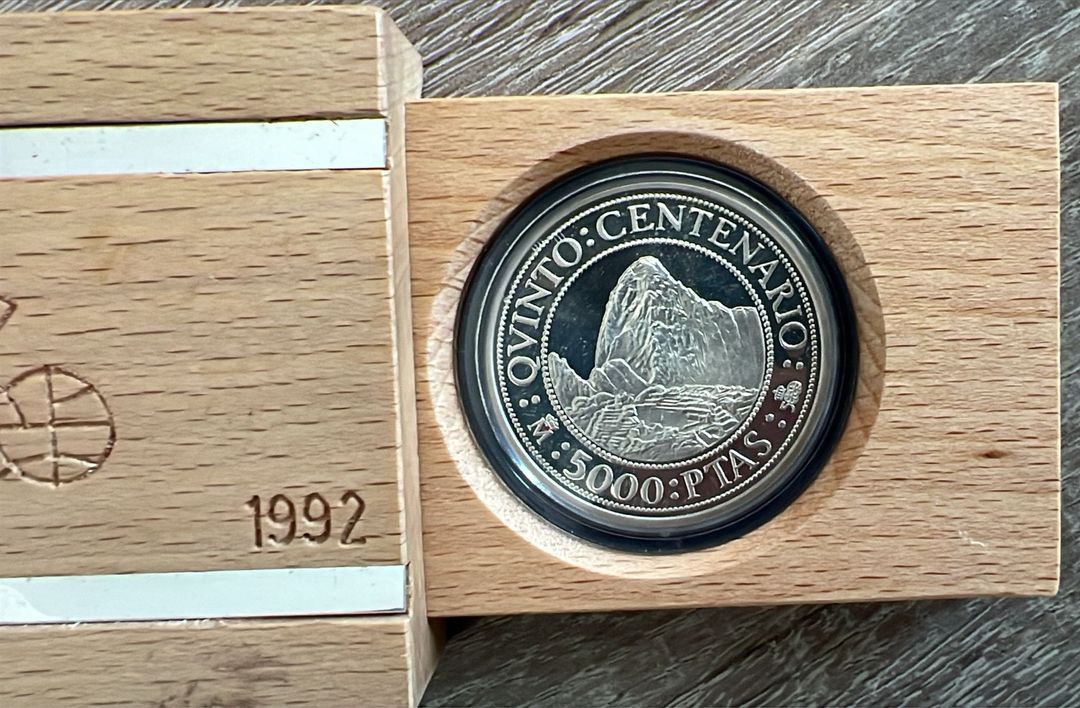 1992
QVINTO:CENTENARIO
M
5000:PTAS